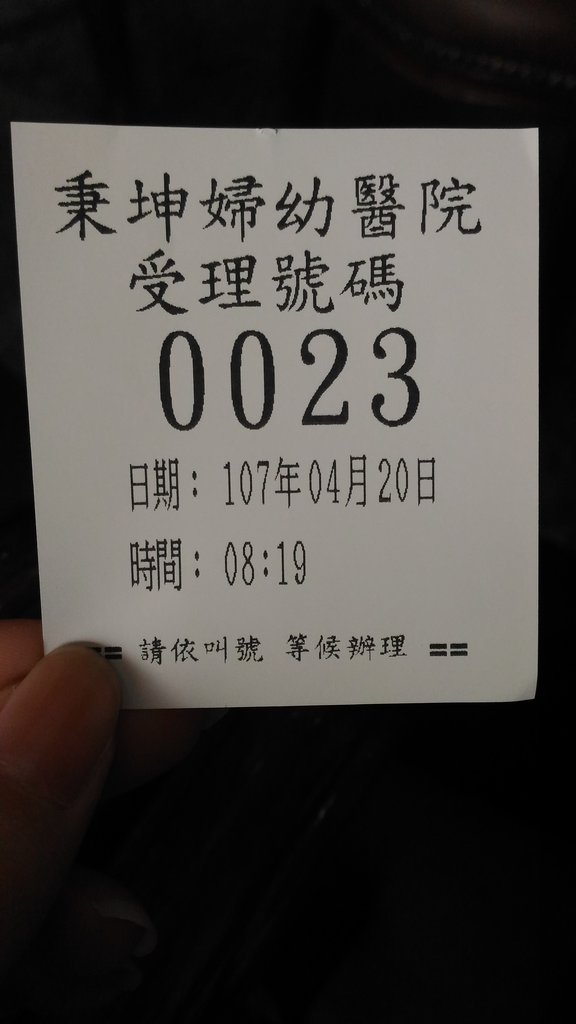 秉坤婦幼醫院
受理號碼
0023
日期：107年04月20日
時間：08:19
== 請依叫號 等候辦理 ==